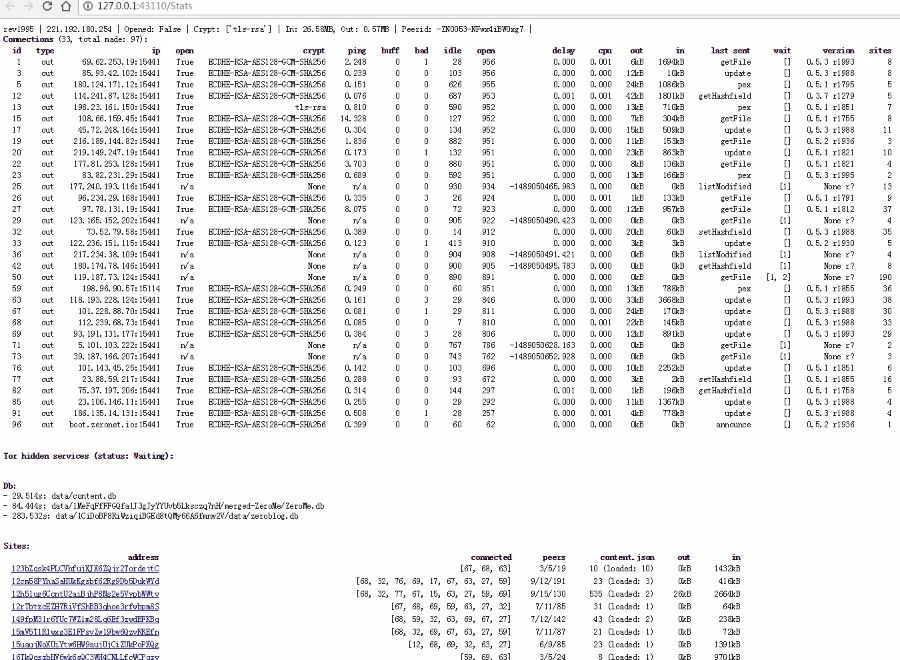 127.0.0.1:43110/Stats
rev1995 | 221.192.180.254 | Opened: False | Crypt: ['tls-rsa'] | In: 26.58MB, Out: 0.57MB | Peerid:
Connections (33, total made: 97):
id type ip open crypt ping buff bad idle open delay cpu out in last sent wait version sites
1 out 69.62.253.19:15441 True ECDHE-RSA-AES128-GCM-SHA256 2.248 0 1 28 956 0.000 0.001 6kB 1694kB getFile [] 0.5.3 r1993 8
3 out 85.93.42.102:15441 True ECDHE-RSA-AES128-GCM-SHA256 0.239 0 0 103 956 0.000 0.000 12kB 10kB update [] 0.5.3 r1988 8
5 out 180.124.171.12:15441 True ECDHE-RSA-AES128-GCM-SHA256 0.151 0 0 626 955 0.000 0.000 24kB 1086kB pex [] 0.5.1 r1795 5
12 out 114.241.87.128:15441 True ECDHE-RSA-AES128-GCM-SHA256 0.076 0 0 687 953 0.001 0.001 42kB 1801kB getHashfield [] 0.3.7 r1279 5
13 out 198.23.161.150:15441 True tls-rsa 0.810 0 0 590 952 0.000 0.000 13kB 710kB pex [] 0.5.1 r1851 7
15 out 108.66.159.45:15441 True ECDHE-RSA-AES128-GCM-SHA256 14.328 0 0 127 952 0.000 0.000 7kB 304kB getFile [] 0.5.1 r1755 8
17 out 45.72.248.164:15441 True ECDHE-RSA-AES128-GCM-SHA256 0.304 0 0 134 952 0.000 0.000 15kB 509kB update [] 0.5.3 r1988 11
19 out 216.189.144.82:15441 True ECDHE-RSA-AES128-GCM-SHA256 1.836 0 0 882 951 0.000 0.000 11kB 153kB getFile [] 0.5.2 r1936 3
20 out 219.149.247.19:15441 True ECDHE-RSA-AES128-GCM-SHA256 0.173 0 0 132 951 0.000 0.000 23kB 863kB update [] 0.5.1 r1821 10
22 out 177.81.253.128:15441 True ECDHE-RSA-AES128-GCM-SHA256 3.703 0 0 880 951 0.000 0.000 8kB 136kB getFile [] 0.5.1 r1821 4
23 out 83.82.231.29:15441 True ECDHE-RSA-AES128-GCM-SHA256 0.689 0 0 592 951 0.000 0.000 13kB 166kB pex [] 0.5.3 r1995 2
25 out 177.240.193.116:15441 n/a None n/a 0 0 930 934 -1489050465.983 0.000 0kB 0kB listModified [1] None r? 13
26 out 96.234.29.168:15441 True ECDHE-RSA-AES128-GCM-SHA256 0.335 0 3 26 924 0.000 0.001 1kB 133kB getFile [] 0.5.1 r1791 9
27 out 97.78.131.19:15441 True ECDHE-RSA-AES128-GCM-SHA256 8.075 0 0 72 923 0.000 0.000 12kB 957kB getFile [] 0.5.1 r1812 37
29 out 123.165.152.202:15441 n/a None n/a 0 0 905 922 -1489050490.423 0.000 0kB 0kB getFile [1] None r? 4
32 out 73.52.79.58:15441 True ECDHE-RSA-AES128-GCM-SHA256 0.389 0 0 14 912 0.000 0.000 20kB 60kB setHashfield [] 0.5.3 r1988 35
33 out 122.236.151.115:15441 True ECDHE-RSA-AES128-GCM-SHA256 0.123 0 1 413 910 0.000 0.000 3kB 3kB update [] 0.5.2 r1930 5
36 out 217.234.38.109:15441 n/a None n/a 0 0 904 908 -1489050491.421 0.000 0kB 0kB listModified [1] None r? 4
42 out 180.174.78.146:15441 n/a None n/a 0 0 900 905 -1489050495.783 0.000 0kB 0kB getHashfield [1] None r? 8
50 out 119.187.73.124:15441 n/a None n/a 0 0 890 891 0.000 0.000 0kB 0kB getFile [1, 2] None r? 190
59 out 198.96.90.57:15114 True ECDHE-RSA-AES128-GCM-SHA256 0.249 0 0 60 851 0.000 0.000 13kB 788kB pex [] 0.5.1 r1855 36
63 out 118.193.228.124:15441 True ECDHE-RSA-AES128-GCM-SHA256 0.161 0 3 29 846 0.000 0.000 33kB 3668kB update [] 0.5.3 r1993 38
67 out 101.228.88.70:15441 True ECDHE-RSA-AES128-GCM-SHA256 0.081 0 1 29 811 0.000 0.000 24kB 170kB update [] 0.5.3 r1988 30
68 out 112.239.68.73:15441 True ECDHE-RSA-AES128-GCM-SHA256 0.085 0 0 7 810 0.000 0.001 22kB 145kB update [] 0.5.3 r1988 33
69 out 93.191.131.177:15441 True ECDHE-RSA-AES128-GCM-SHA256 0.384 0 0 28 806 0.000 0.000 12kB 891kB update [] 0.5.3 r1993 29
71 out 5.101.103.222:15441 n/a None n/a 0 0 767 786 -1489050628.163 0.000 0kB 0kB getFile [1] None r? 2
73 out 39.187.166.207:15441 n/a None n/a 0 0 743 762 -1489050652.928 0.000 0kB 0kB getFile [1] None r? 3
76 out 101.143.45.25:15441 True ECDHE-RSA-AES128-GCM-SHA256 0.142 0 0 103 696 0.000 0.000 10kB 2252kB update [] 0.5.1 r1851 6
77 out 23.88.59.217:15441 True ECDHE-RSA-AES128-GCM-SHA256 0.286 0 0 93 672 0.000 0.000 3kB 2kB setHashfield [] 0.5.1 r1855 16
82 out 75.37.197.206:15441 True ECDHE-RSA-AES128-GCM-SHA256 0.314 0 0 144 297 0.000 0.001 1kB 196kB getHashfield [] 0.5.1 r1758 5
85 out 23.106.146.11:15441 True ECDHE-RSA-AES128-GCM-SHA256 0.255 0 0 29 292 0.000 0.000 11kB 1367kB update [] 0.5.3 r1988 4
91 out 186.135.14.131:15441 True ECDHE-RSA-AES128-GCM-SHA256 0.508 0 1 28 257 0.000 0.001 4kB 778kB update [] 0.5.3 r1988 4
96 out boot.zeronet.io:15441 True ECDHE-RSA-AES128-GCM-SHA256 0.399 0 0 60 62 0.000 0.000 0kB 0kB announce [] 0.5.2 r1936 1
Tor hidden services (status: Waiting):
Db:
- 29.514s: data/content.db
- 84.444s:
- 283.532s:
Sites:
address connected peers content.json out in
[67, 68, 63] 3/5/19 10 (loaded: 10) 0kB 1432kB
[68, 32, 76, 69, 17, 67, 63, 27, 59] 9/12/191 23 (loaded: 3) 0kB 416kB
[68, 32, 77, 67, 15, 63, 27, 69, 59] 9/15/130 535 (loaded: 2) 26kB 2664kB
[67, 68, 69, 59, 63, 27, 32] 7/11/85 31 (loaded: 1) 0kB 64kB
[68, 59, 32, 63, 69, 67, 27] 7/12/142 43 (loaded: 2) 0kB 238kB
[68, 32, 69, 67, 63, 27, 59] 7/11/87 21 (loaded: 1) 0kB 72kB
[12, 68, 69, 32, 63, 27] 6/9/85 23 (loaded: 1) 0kB 1391kB
[59, 69, 63] 3/5/24 8 (loaded: 1) 0kB 9701kB